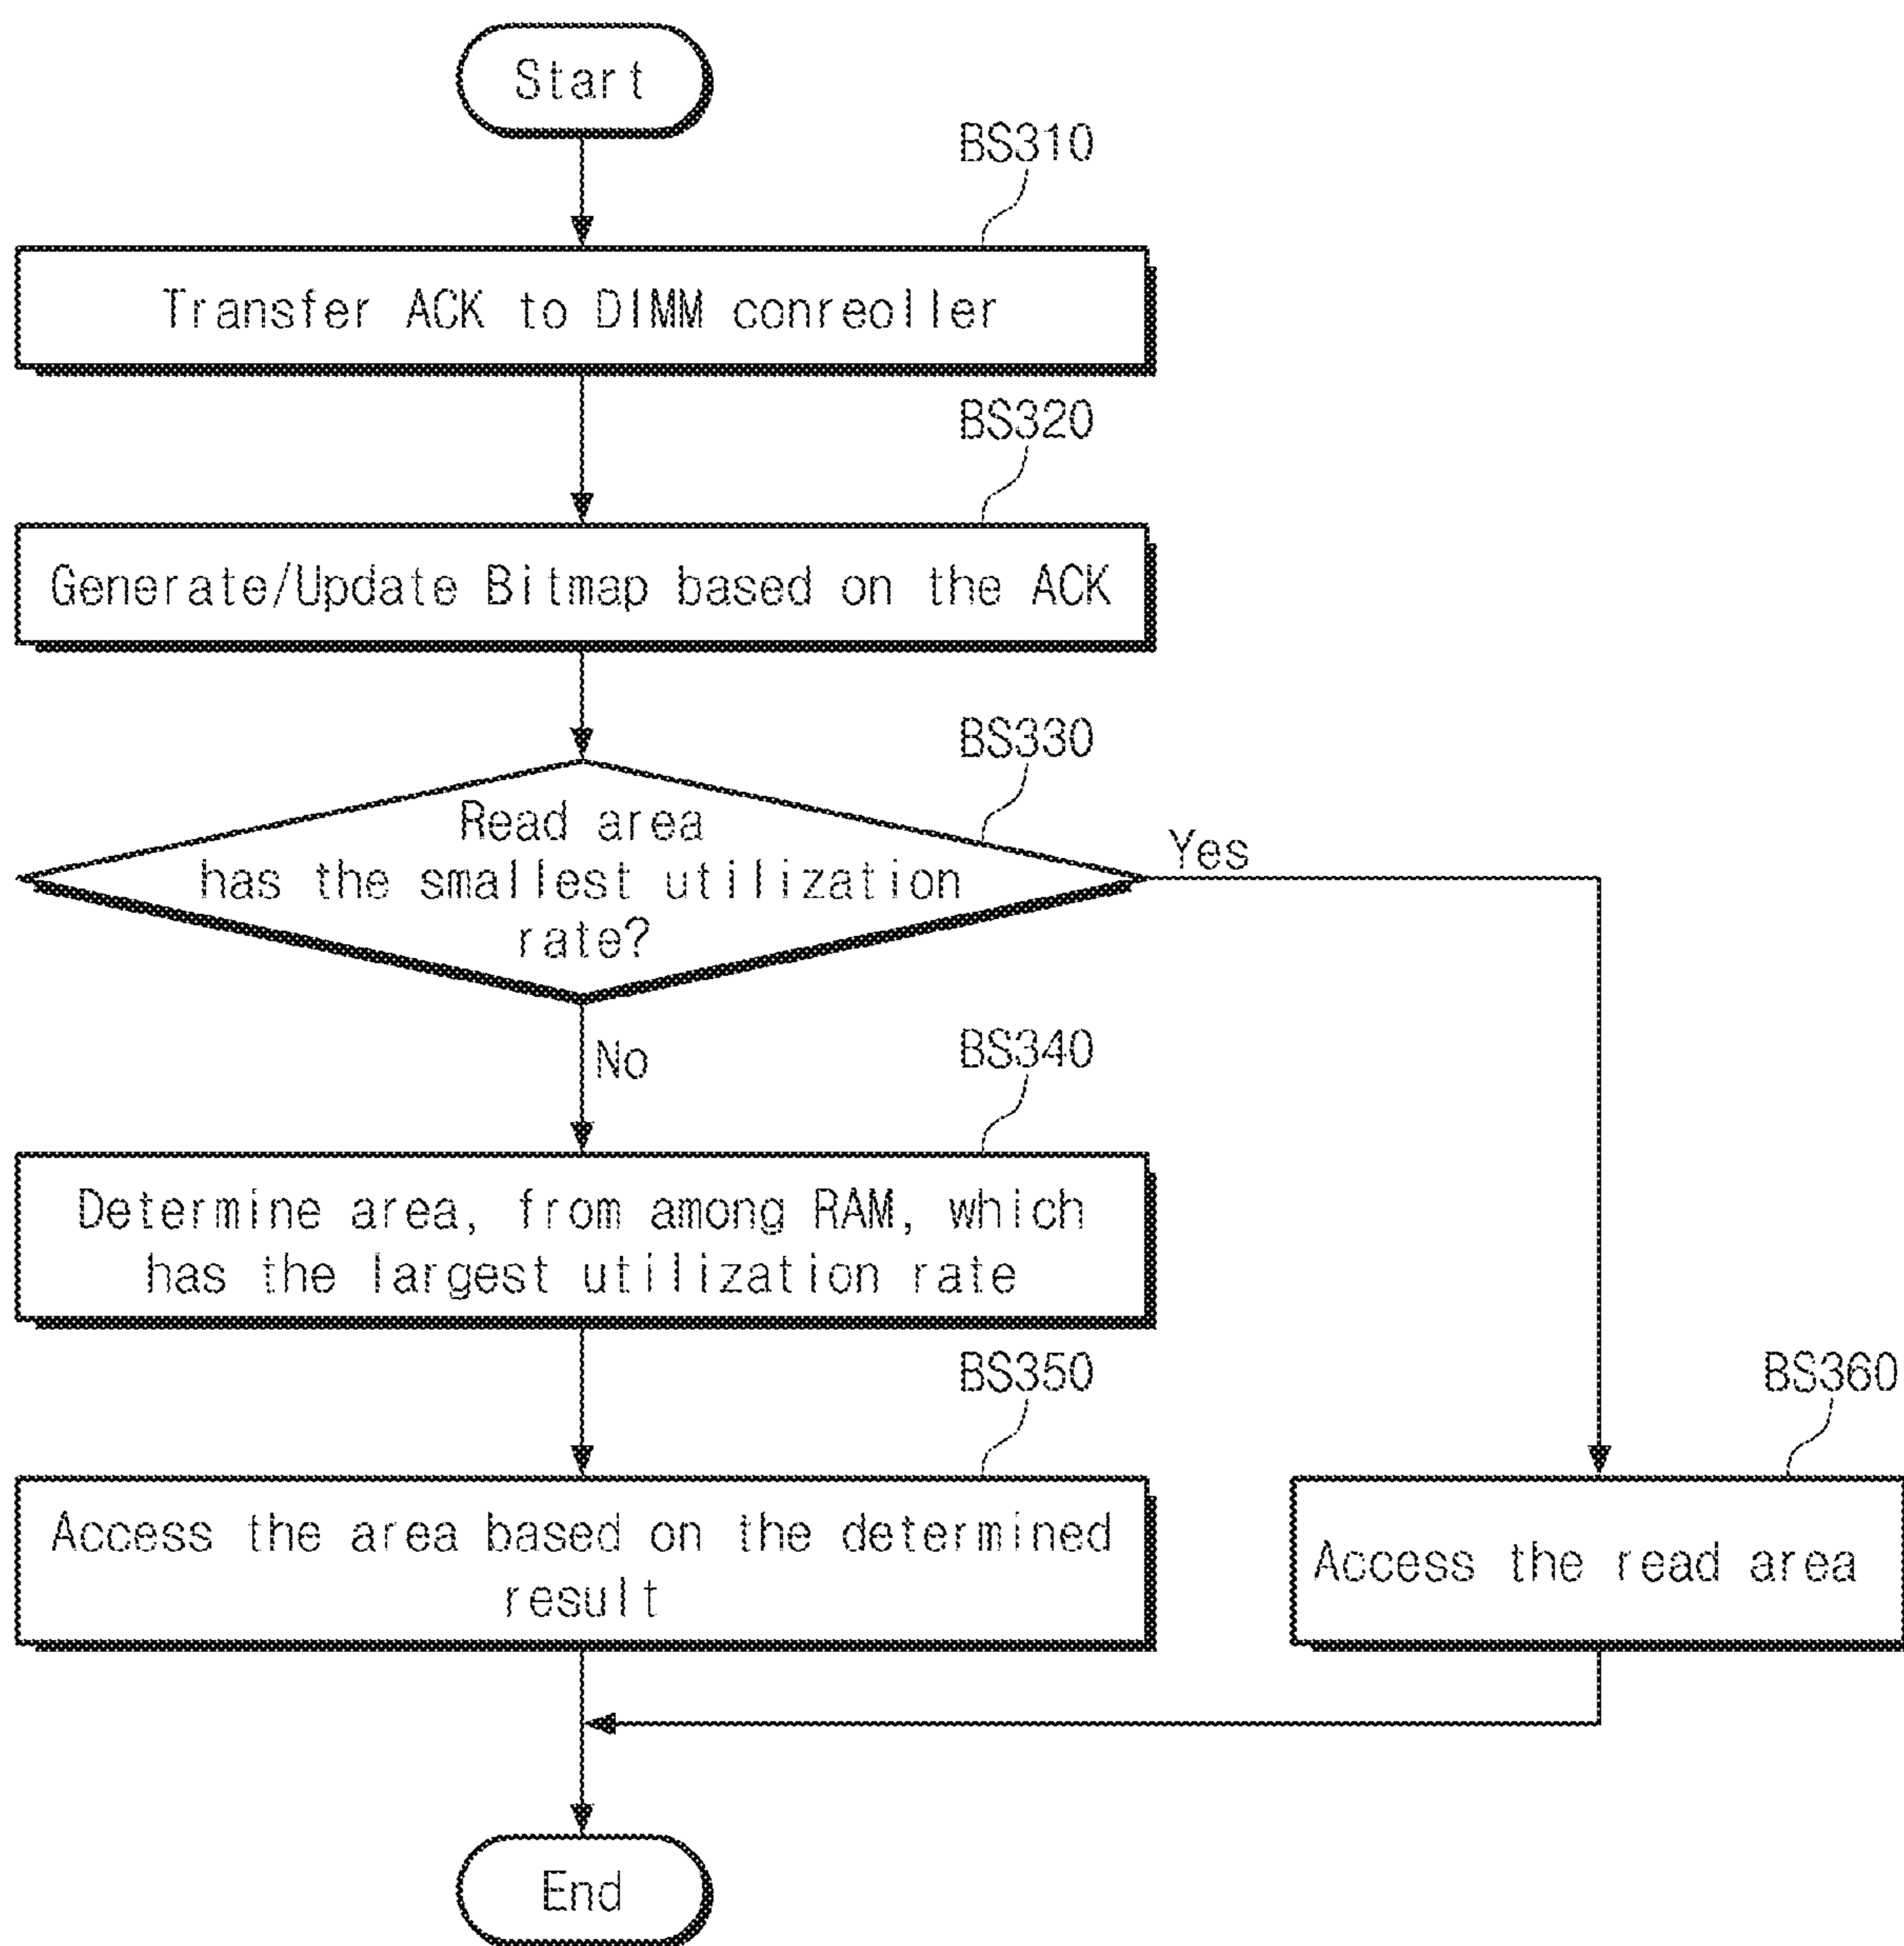 Start
BS310
Transfer ACK to DIMM conreoller
BS320
Generate/Update Bitmap based on the ACK
BS330
Read area
has the smallest utilization
rate?
Yes
No
BS340
Determine area, from among RAM, which
has the largest utilization rate
BS350
Access the area based on the determined
result
BS360
Access the read area
End